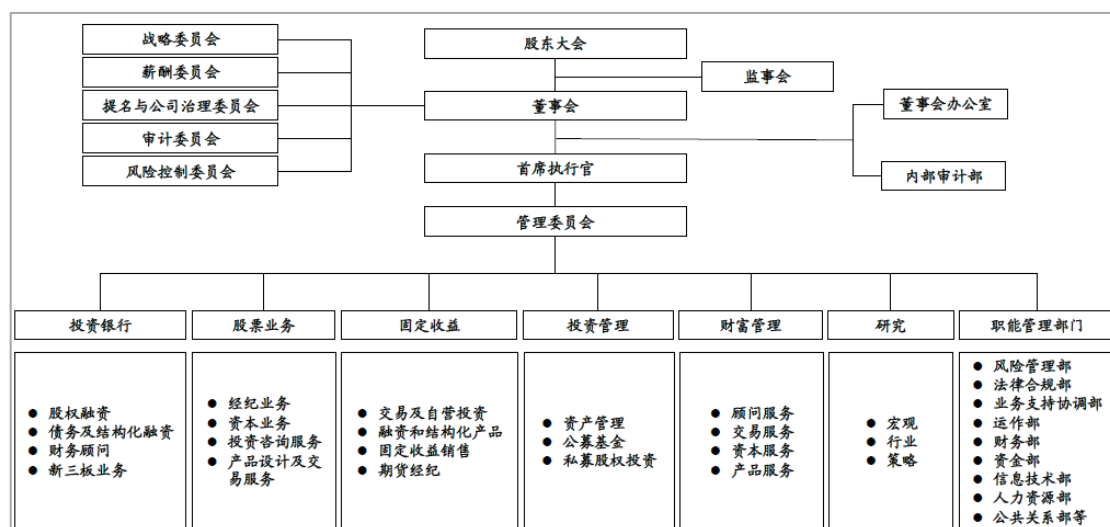 战略委员会
薪酬委员会
提名与公司治理委员会
审计委员会
风险控制委员会
股东大会
监事会
董事会
董事会办公室
首席执行官
内部审计部
管理委员会
投资银行
● 股权融资
● 债务及结构化融资
● 财务顾问
● 新三板业务
股票业务
● 经纪业务
● 资本业务
● 投资咨询服务
● 产品设计及交
易服务
固定收益
● 交易及自营投资
● 融资和结构化产品
● 固定收益销售
● 期货经纪
投资管理
● 资产管理
● 公募基金
● 私募股权投资
财富管理
● 顾问服务
● 交易服务
● 资本服务
● 产品服务
研究
● 宏观
● 行业
● 策略
职能管理部门
● 风险管理部
● 法律合规部
● 业务支持协调部
● 运作部
● 财务部
● 资金部
● 信息技术部
● 人力资源部
● 公共关系部等